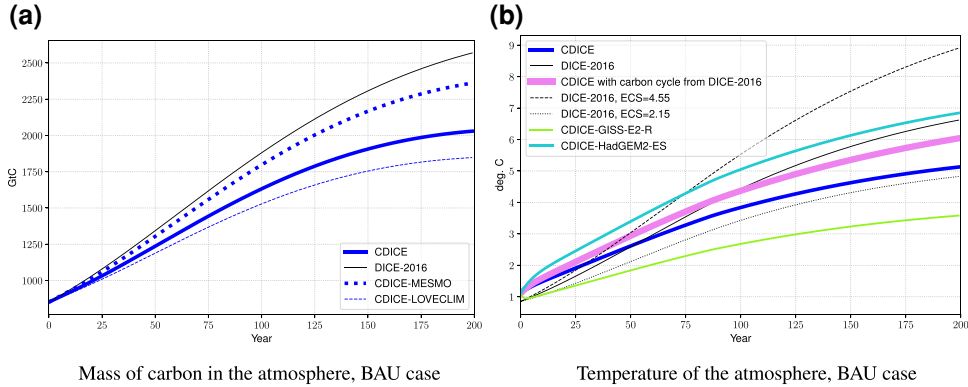 (a)
2500
2250
2000
1750
1500
1250
1000
GtC
0 25 50 75 100 125 150 175 200
Year
CDICE
DICE-2016
CDICE-MESMO
CDICE-LOVECLIM
Mass of carbon in the atmosphere, BAU case
(b)
9
8
7
6
5
4
3
2
1
deg. C
0 25 50 75 100 125 150 175 200
Year
CDICE
DICE-2016
CDICE with carbon cycle from DICE-2016
DICE-2016, ECS=4.55
DICE-2016, ECS=2.15
CDICE-GISS-E2-R
CDICE-HadGEM2-ES
Temperature of the atmosphere, BAU case